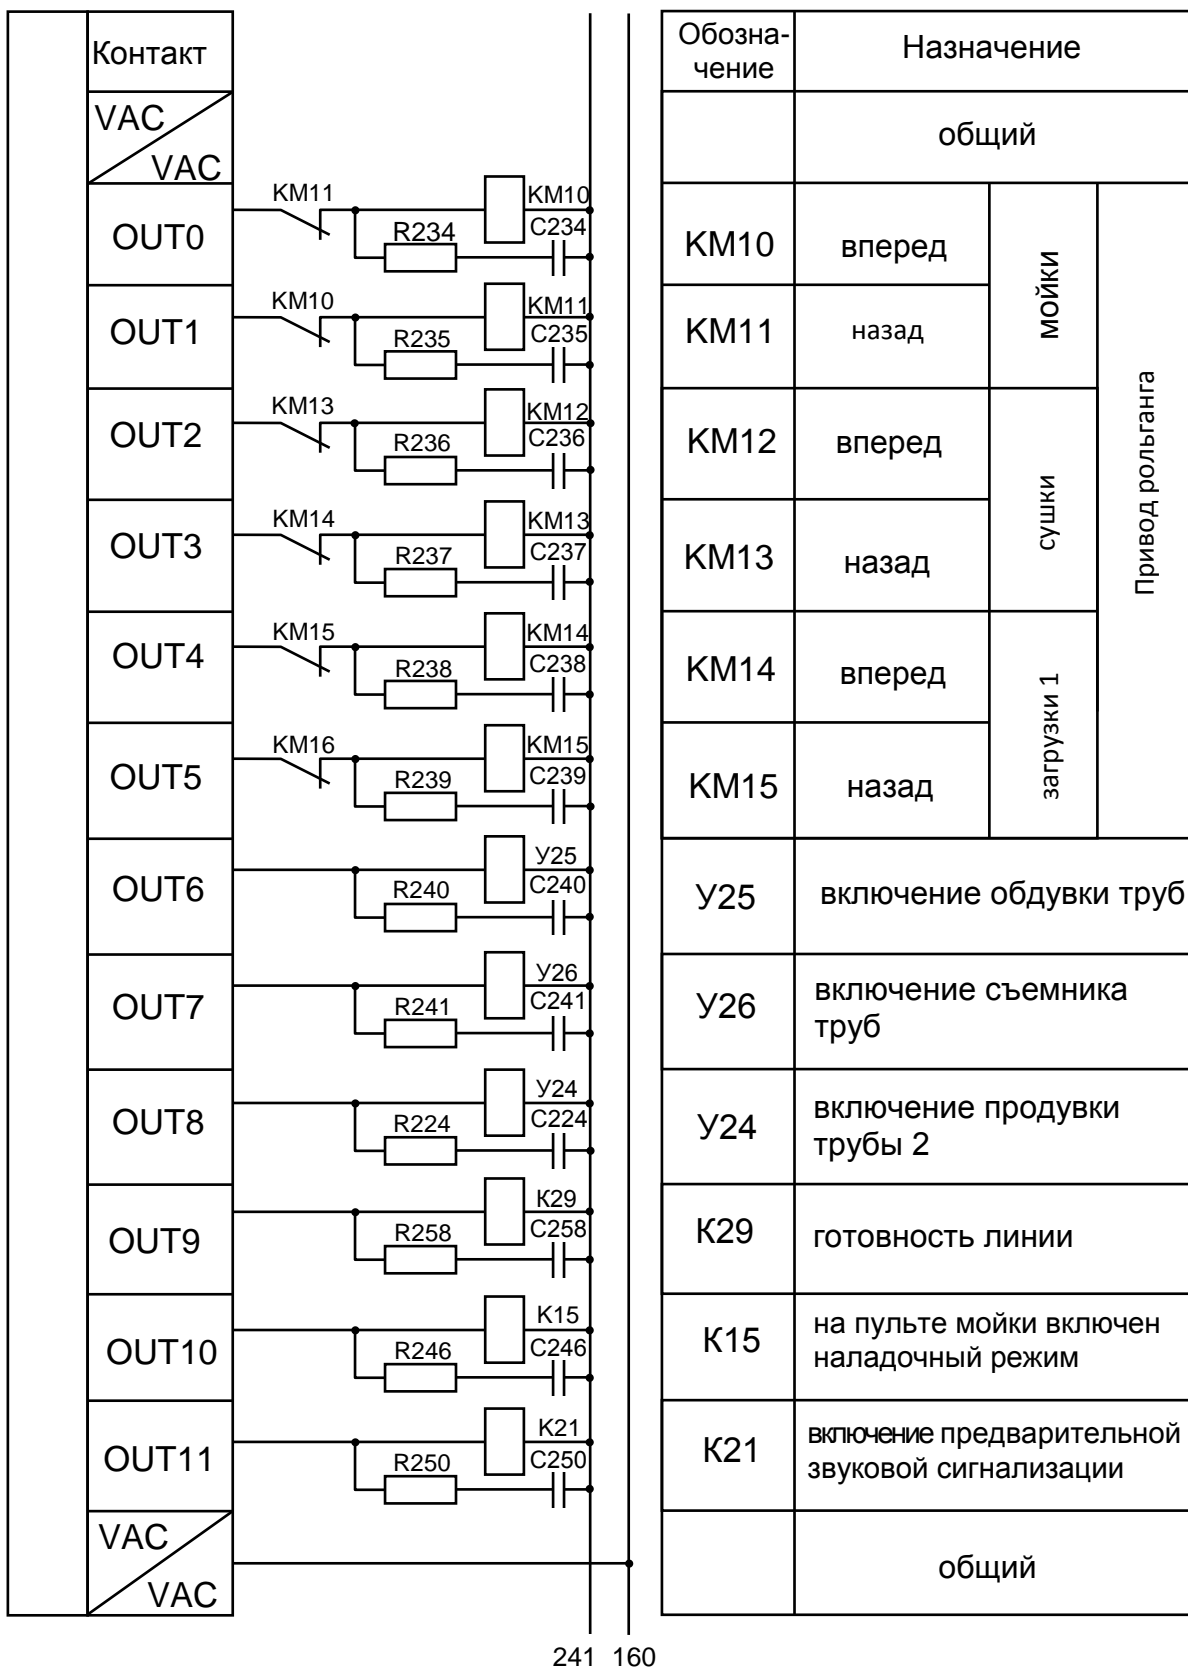 Контакт
Обозна-
чение
Назначение
VAC
VAC
общий
OUT0
KM11
KM10
R234
C234
KM10
вперед
OUT1
KM10
KM11
R235
C235
KM11
назад
мойки
OUT2
KM13
KM12
R236
C236
KM12
вперед
OUT3
KM14
KM13
R237
C237
KM13
назад
сушки
OUT4
KM15
KM14
R238
C238
KM14
вперед
OUT5
KM16
KM15
R239
C239
KM15
назад
загрузки 1
Привод рольганга
OUT6
У25
R240
C240
У25
включение обдувки труб
OUT7
У26
R241
C241
У26
включение съемника
труб
OUT8
У24
R224
C224
У24
включение продувки
трубы 2
OUT9
К29
R258
C258
К29
готовность линии
OUT10
К15
R246
C246
К15
на пульте мойки включен
наладочный режим
OUT11
К21
R250
C250
К21
включение предварительной
звуковой сигнализации
VAC
VAC
общий
241 160